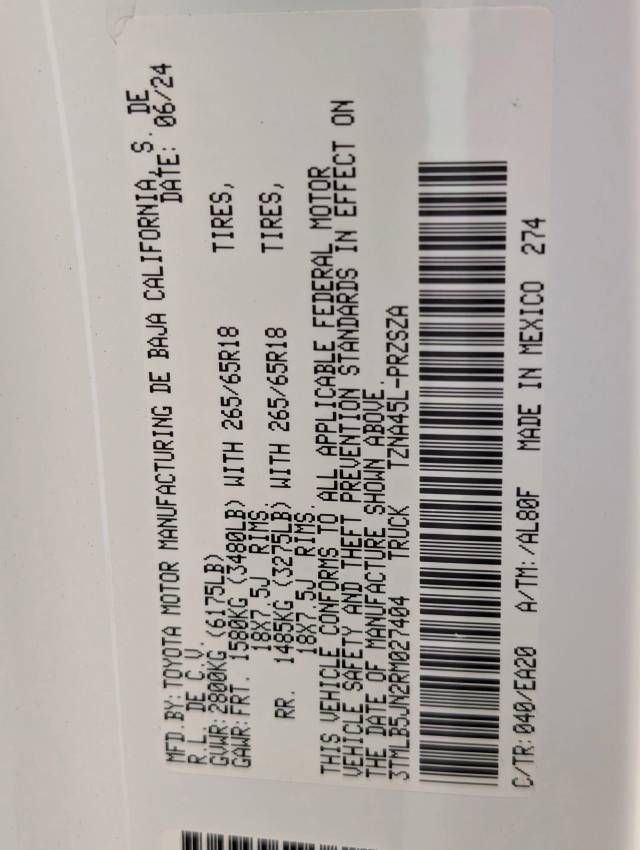 MFD.BY: TOYOTA MOTOR MANUFACTURING DE BAJA CALIFORNIA, S. DE
R.L. DE C.V. DATE: 06/24
GVWR: 2800KG (6175LB)
GAWR: FRT. 1580KG (3480LB) WITH 265/65R18 TIRES,
18X7.5J RIMS.
RR. 1485KG (3275LB) WITH 265/65R18 TIRES,
18X7.5J RIMS.
THIS VEHICLE CONFORMS TO ALL APPLICABLE FEDERAL MOTOR
VEHICLE SAFETY AND THEFT PREVENTION STANDARDS IN EFFECT ON
THE DATE OF MANUFACTURE SHOWN ABOVE.
3TMLB5JN2RM027404 TRUCK TZNA45L-PRZSZA
C/TR: 040/EA20 A/TM: /AL80F MADE IN MEXICO 274